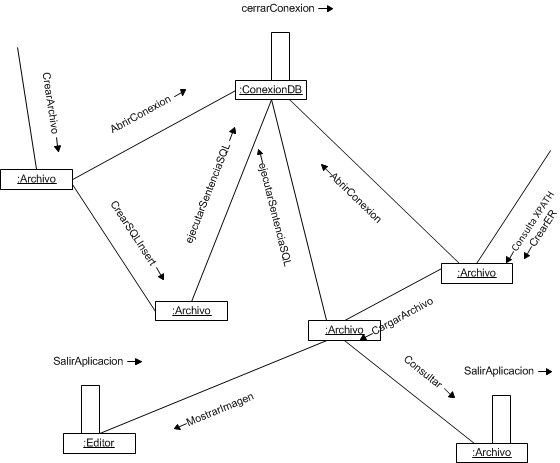 cerrarConexion
:ConexionDB
CrearArchivo
AbrirConexion
:Archivo
CrearSQLInsert
ejecutarSentenciaSQL
ejecutarSentenciaSQL
AbrirConexion
Consulta XPATH
CrearER
:Archivo
:Archivo
:Archivo
CargarArchivo
SalirAplicacion
MostrarImagen
:Editor
Consultar
SalirAplicacion
:Archivo